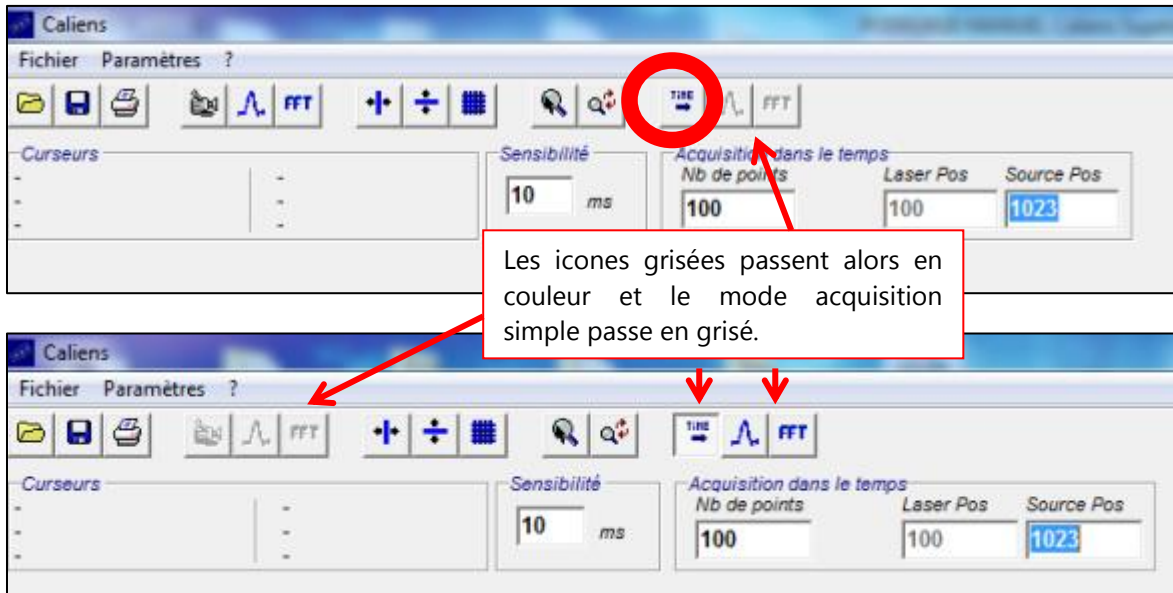 Caliens
Fichier Paramètres ?
FFT TIME FFT
Curseurs Sensibilité Acquisition dans le temps
Nb de points Laser Pos Source Pos
10 ms 100 100 1023
Les icones grisées passent alors en
couleur et le mode acquisition
simple passe en grisé.
Caliens
Fichier Paramètres ?
FFT TIME FFT
Curseurs Sensibilité Acquisition dans le temps
Nb de points Laser Pos Source Pos
10 ms 100 100 1023